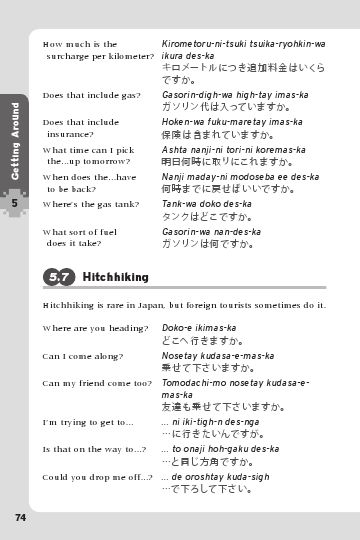 How much is the
surcharge per kilometer?
Kirometoru-ni-tsuki tsuika-ryohkin-wa
ikura des-ka
キロメートルにつき追加料金はいくら
ですか。
Does that include gas?
Gasorin-digh-wa high-tay imas-ka
ガソリン代は入っていますか。
Does that include
insurance?
Hoken-wa fuku-maretay imas-ka
保険は含まれていますか。
What time can I pick
the...up tomorrow?
Ashta nanji-ni tori-ni koremas-ka
明日何時に取りにこれますか。
When does the...have
to be back?
Nanji maday-ni modoseba ee des-ka
何時までに戻せばいいですか。
Where's the gas tank?
Tank-wa doko des-ka
タンクはどこですか。
What sort of fuel
does it take?
Gasorin-wa nan-des-ka
ガソリンは何ですか。
Getting Around
5
5.7 Hitchhiking
Hitchhiking is rare in Japan, but foreign tourists sometimes do it.
Where are you heading?
Doko-e ikimas-ka
どこへ行きますか。
Can I come along?
Nosetay kudasa-e-mas-ka
乗せて下さいますか。
Can my friend come too?
Tomodachi-mo nosetay kudasa-e-
mas-ka
友達も乗せて下さいますか。
I'm trying to get to...
... ni iki-tigh-n des-nga
…に行きたいんですが。
Is that on the way to...?
... to onaji hoh-gaku des-ka
…と同じ方角ですか。
Could you drop me off...?
... de oroshtay kuda-sigh
…で下ろして下さい。
74